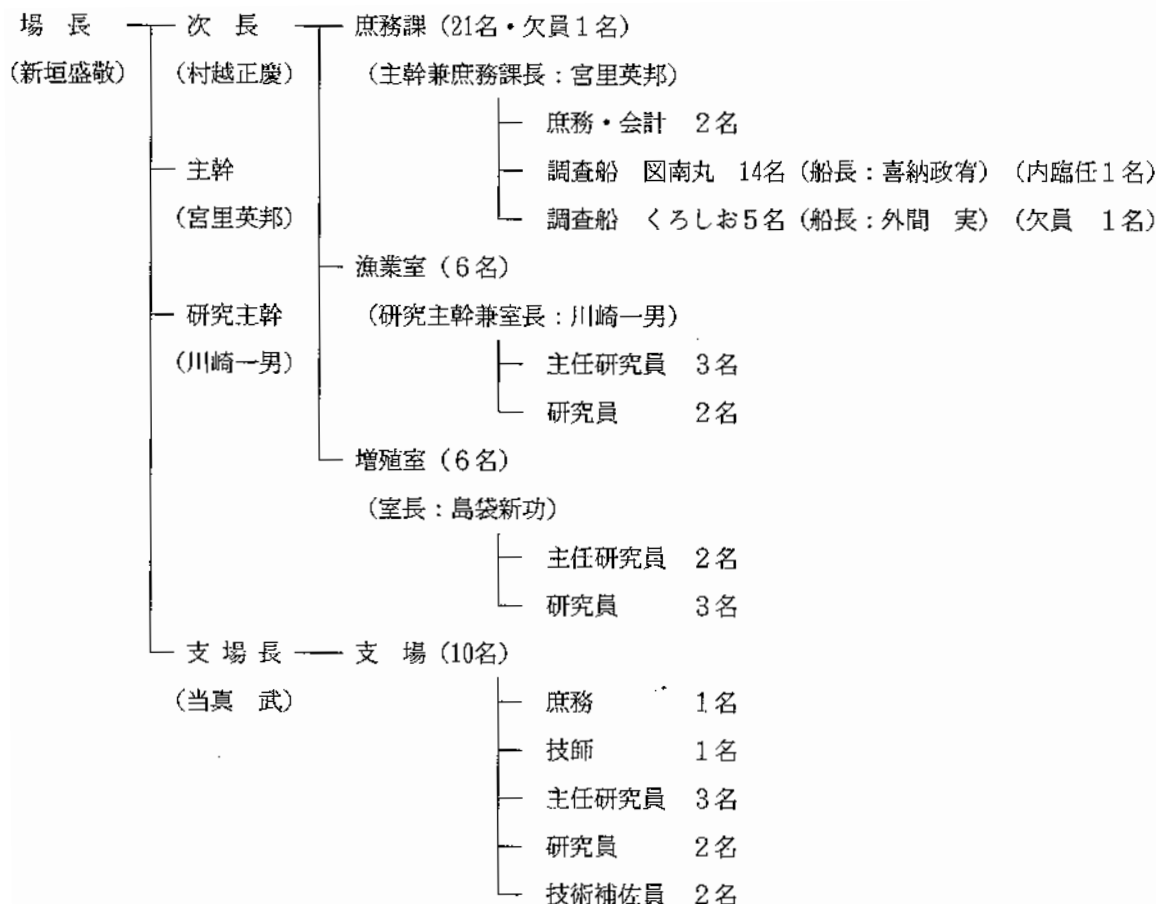 場 長 次 長 庶務課（21名・欠員１名）
（新垣盛敬） （村越正慶） （主幹兼庶務課長：宮里英邦）
庶務・会計 ２名
主幹 調査船 図南丸 14名（船長：喜納政宥）（内臨任１名）
（宮里英邦） 調査船 くろしお５名（船長：外間 実）（欠員 １名）
漁業室（６名）
研究主幹 （研究主幹兼室長：川崎一男）
（川崎一男） 主任研究員 ３名
研究員 ２名
増殖室（６名）
（室長：島袋新功）
主任研究員 ２名
研究員 ３名
支 場 長 支 場（10名）
（当真 武） 庶務 １名
技師 １名
主任研究員 ３名
研究員 ２名
技術補佐員 ２名